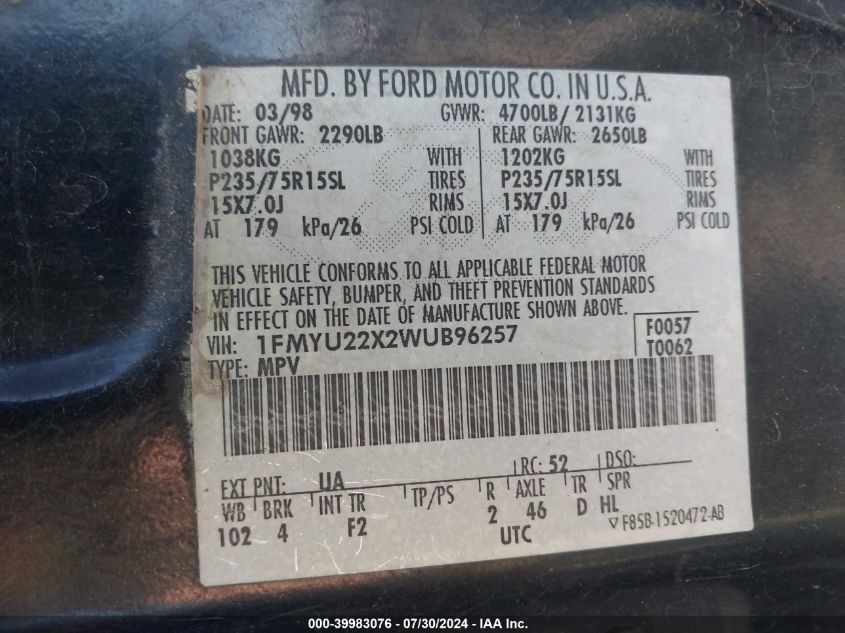 MFD. BY FORD MOTOR CO. IN U.S.A.
DATE: 03/98 GVWR: 4700LB/ 2131KG
FRONT GAWR: 2290LB REAR GAWR: 2650LB
1038KG WITH 1202KG WITH
P235/75R15SL TIRES P235/75R15SL TIRES
15X7.0J RIMS 15X7.0J RIMS
AT 179 kPa/26 PSI COLD AT 179 kPa/26 PSI COLD
THIS VEHICLE CONFORMS TO ALL APPLICABLE FEDERAL MOTOR
VEHICLE SAFETY, BUMPER, AND THEFT PREVENTION STANDARDS
IN EFFECT ON THE DATE OF MANUFACTURE SHOWN ABOVE.
VIN: 1FMYU22X2WUB96257 F0057
TYPE: MPV T0062
EXT PNT: UA RC: 52 DSO:
WB BRK INT TR TP/PS R AXLE TR SPR
102 4 F2 2 46 D HL
UTC ▽F85B-1520472-AB
000-39983076 / 07/30/2024 - IAA Inc.